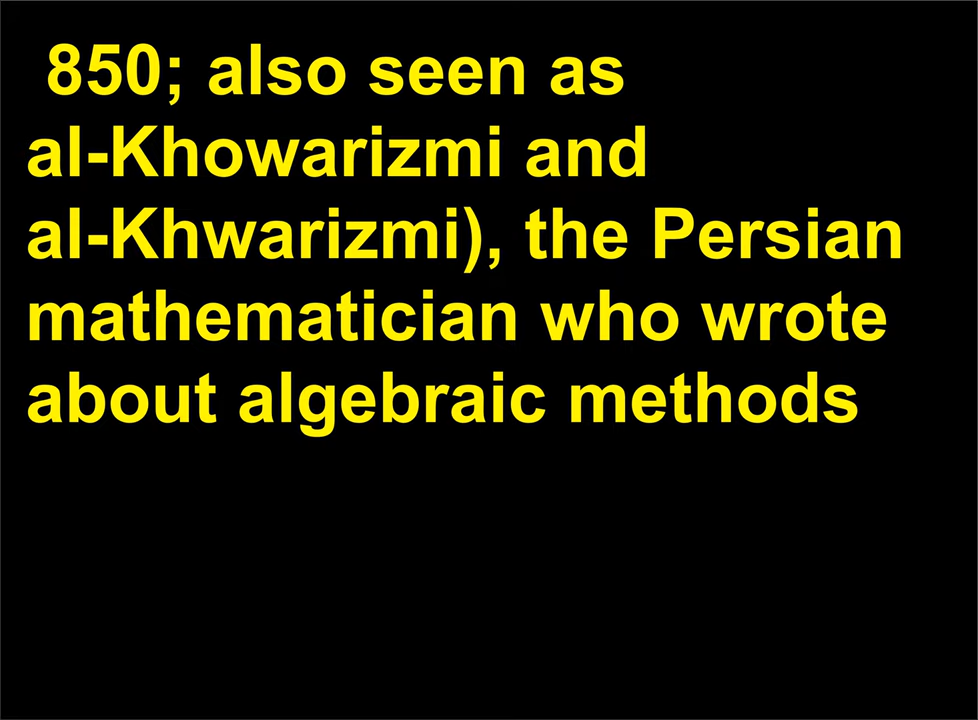 850; also seen as
al-Khowarizmi and
al-Khwarizmi), the Persian
mathematician who wrote
about algebraic methods